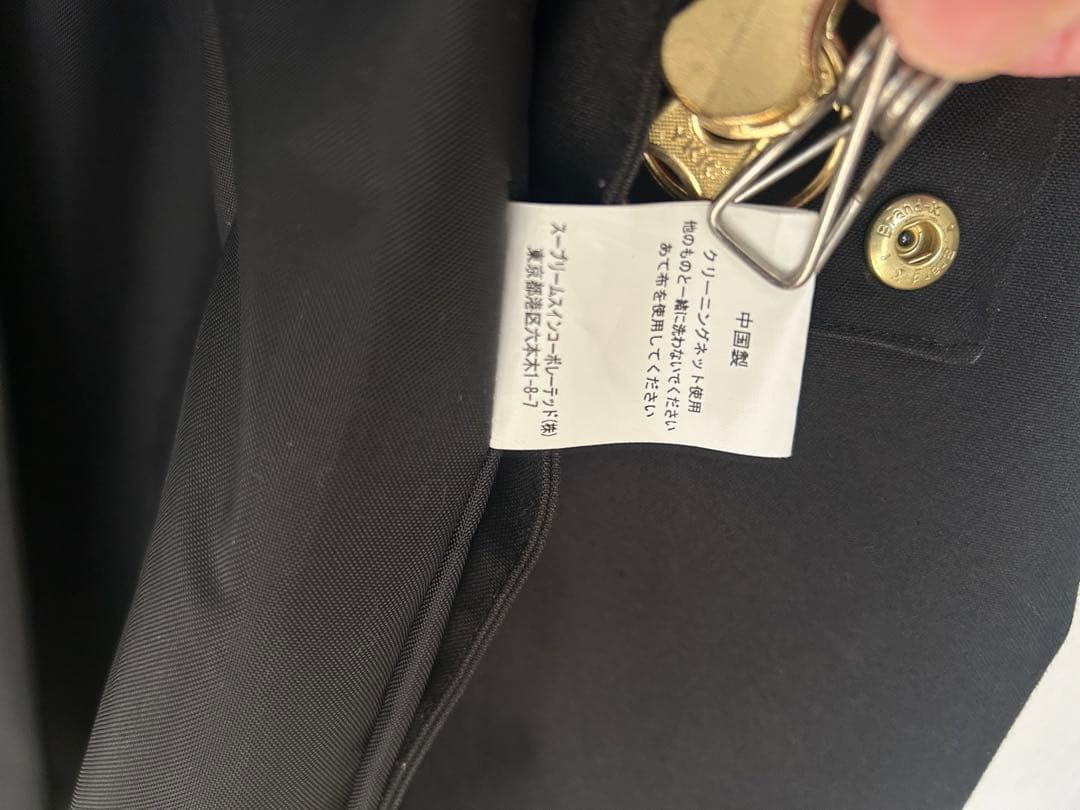 中国製
クリーニングネット使用
他のものと一緒に洗わないでください
あて布を使用してください
スープリームスインコーポレーテッド(株)
東京都港区六本木1-8-7
YKK
Brand-K
Brand-K